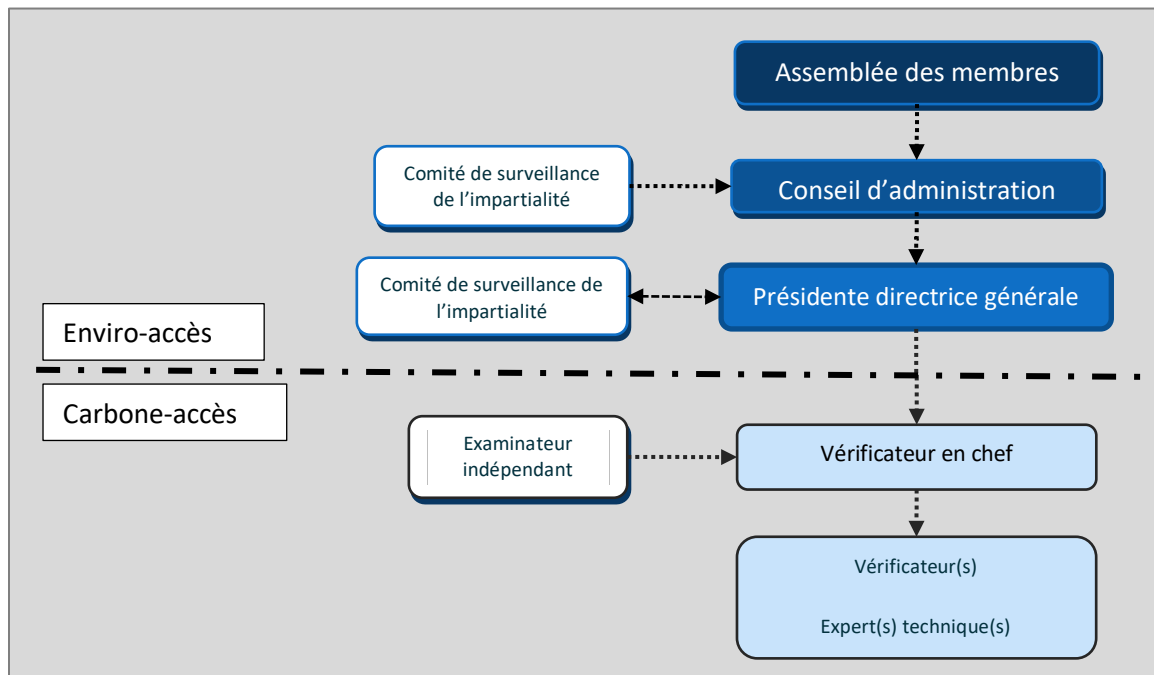 Assemblée des membres
Comité de surveillance
de l’impartialité
Conseil d’administration
Comité de surveillance de
l’impartialité
Présidente directrice générale
Enviro-accès
Carbone-accès
Examinateur
indépendant
Vérificateur en chef
Vérificateur(s)
Expert(s) technique(s)